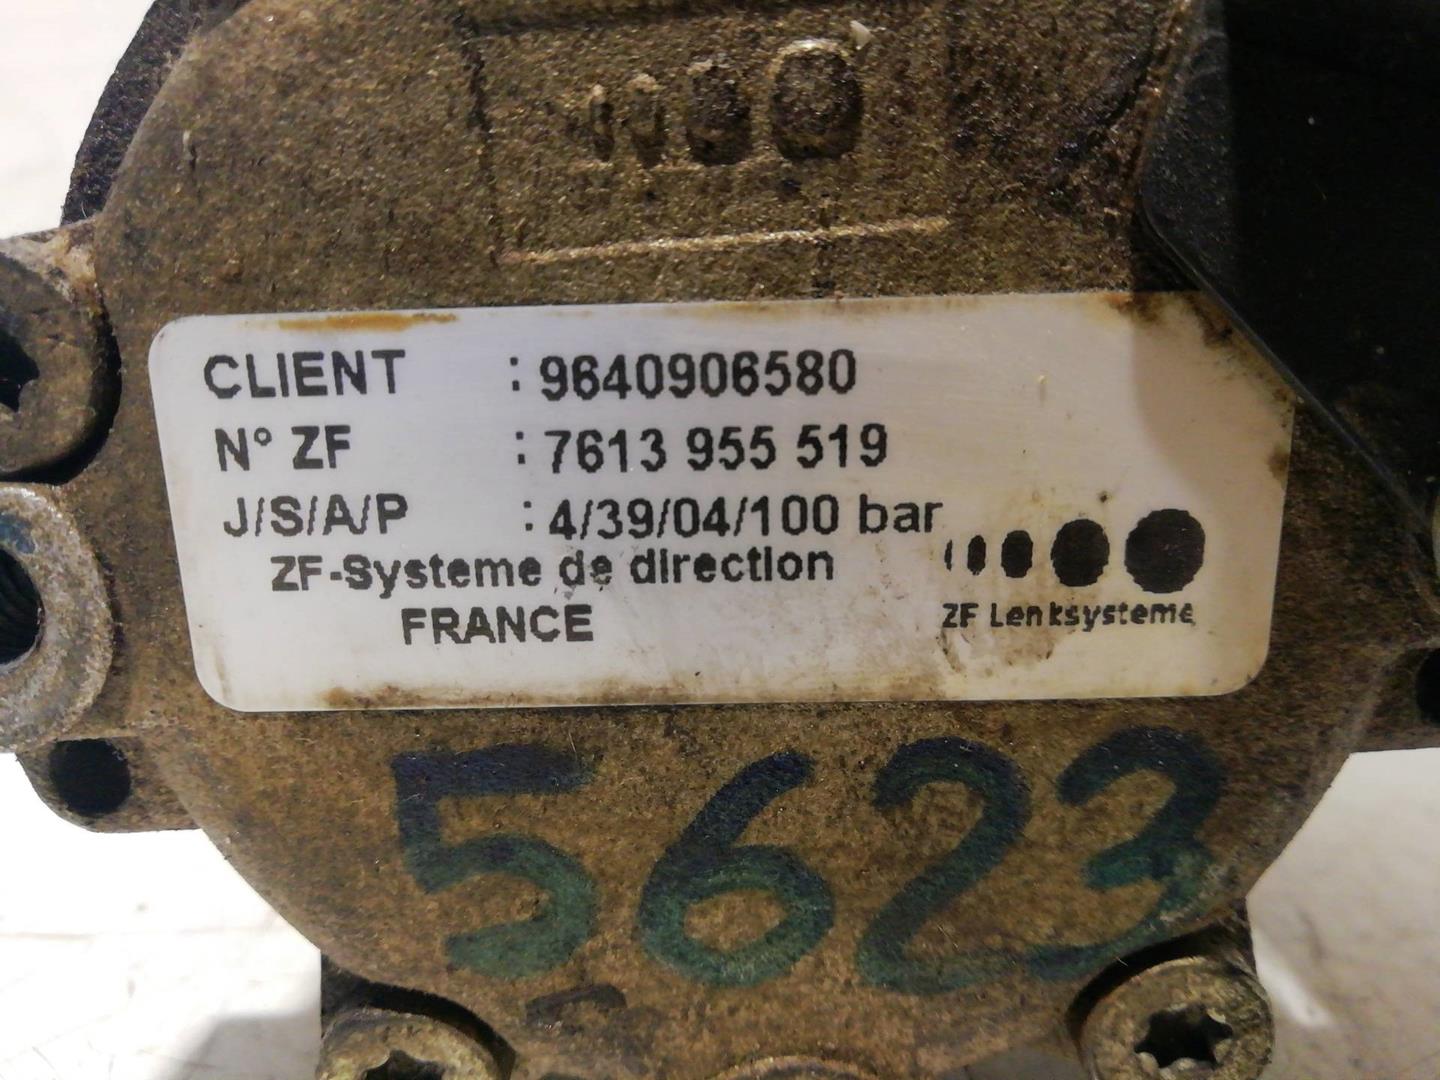 CLIENT : 9640906580
N° ZF : 7613 955 519
J/S/A/P : 4/39/04/100 bar
ZF-Systeme de direction
FRANCE
ZF Lenksysteme
5623